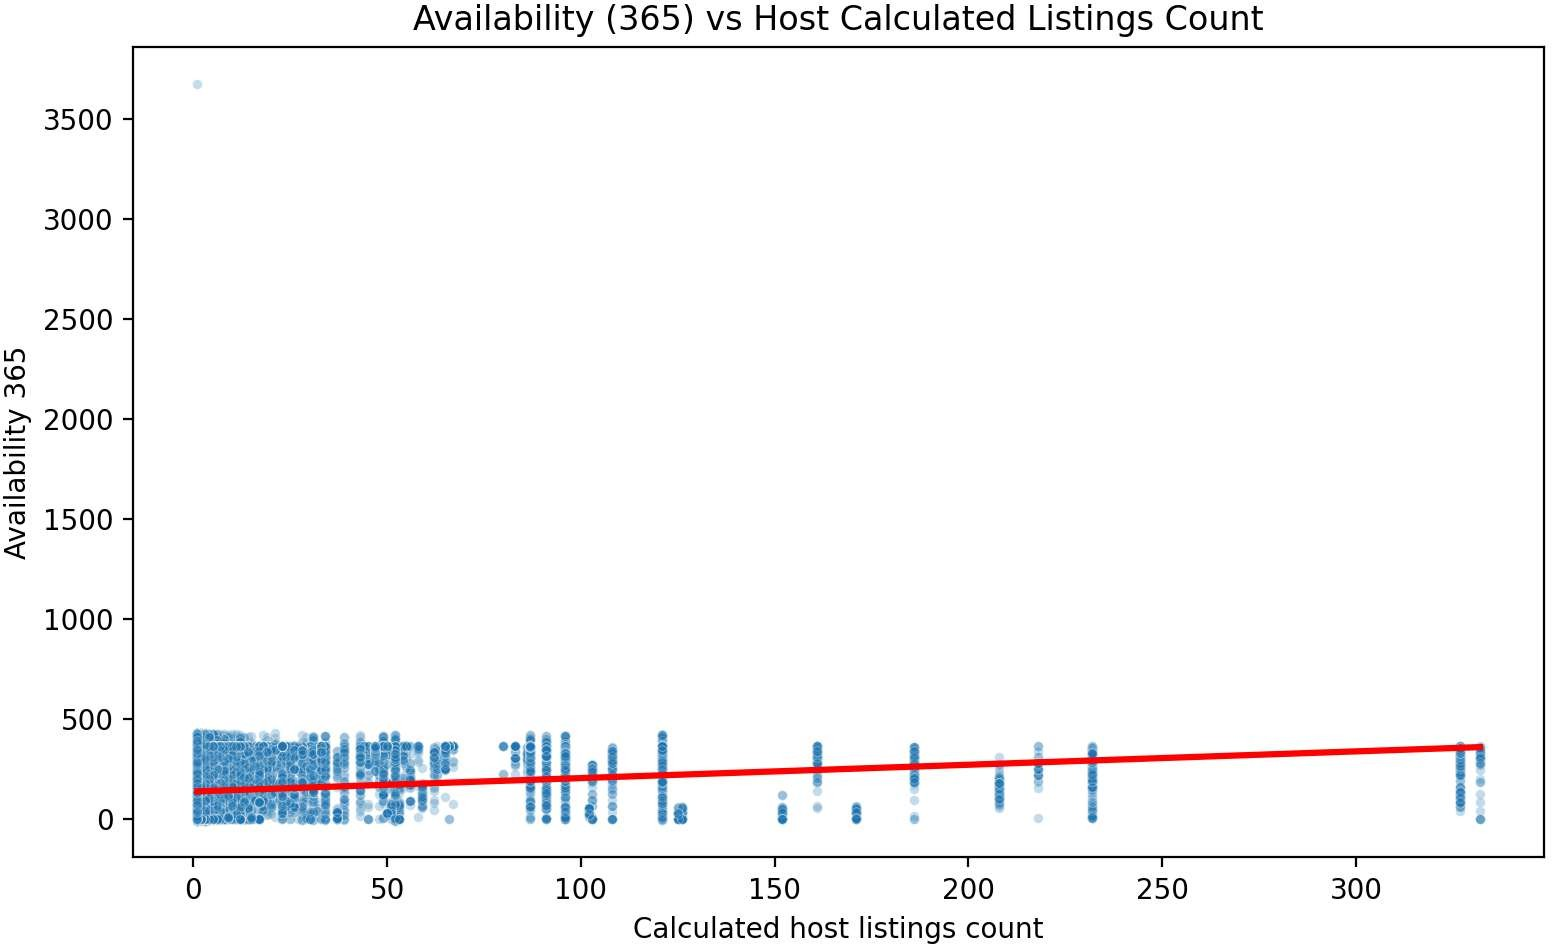 Availability (365) vs Host Calculated Listings Count
Availability 365
3500
3000
2500
2000
1500
1000
500
0
0 50 100 150 200 250 300
Calculated host listings count